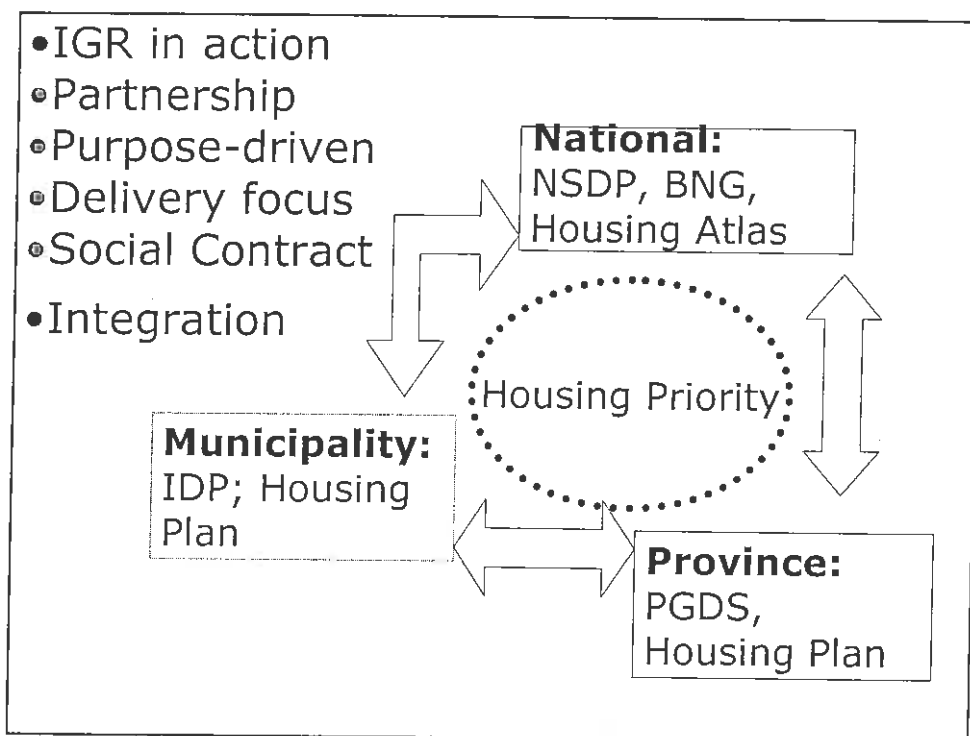 •IGR in action
•Partnership
•Purpose-driven
•Delivery focus
•Social Contract
•Integration
National:
NSDP, BNG,
Housing Atlas
Housing Priority
Municipality:
IDP; Housing
Plan
Province:
PGDS,
Housing Plan